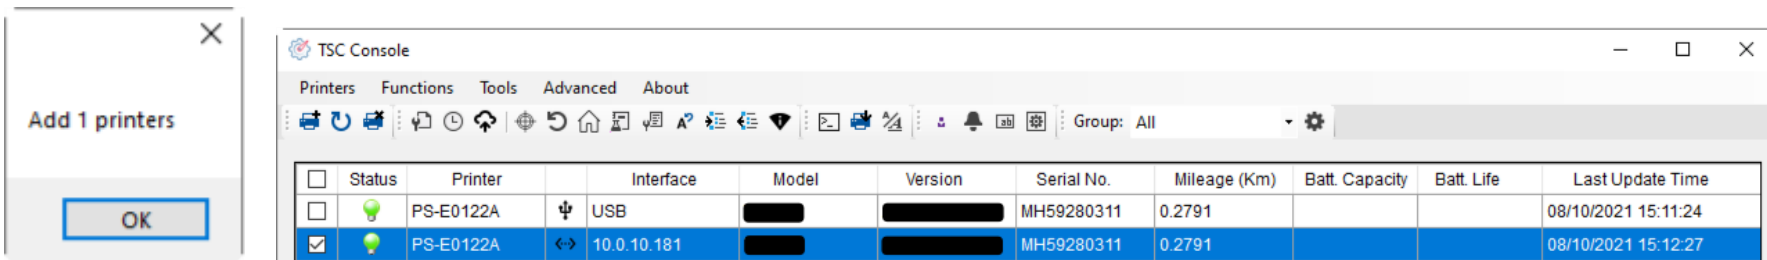 Add 1 printers
OK
TSC Console
Printers Functions Tools Advanced About
Group: All
Status Printer Interface Model Version Serial No. Mileage (Km) Batt. Capacity Batt. Life Last Update Time
PS-E0122A USB MH59280311 0.2791 08/10/2021 15:11:24
PS-E0122A 10.0.10.181 MH59280311 0.2791 08/10/2021 15:12:27